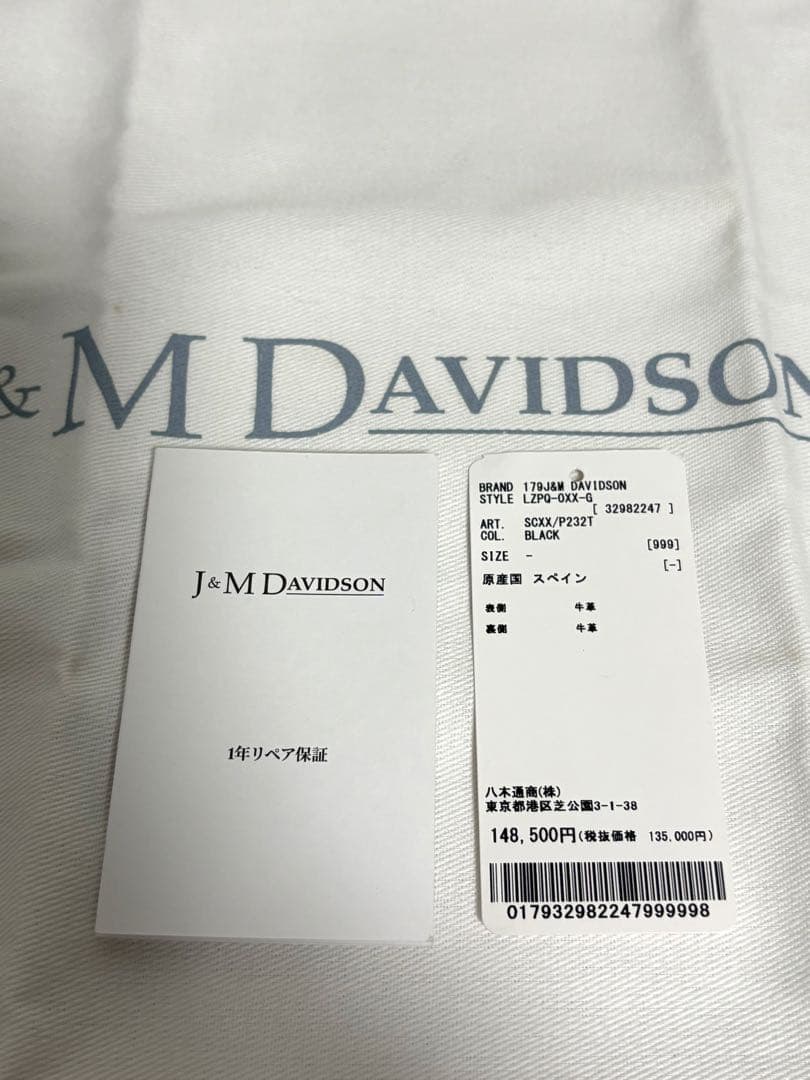 & M DAVIDSON
J & M DAVIDSON
1年リペア保証
BRAND 179J&M DAVIDSON
STYLE LZPQ-0XX-G
[ 32982247 ]
ART. SCXX/P232T
COL. BLACK
[999]
SIZE -
[-]
原産国 スペイン
表側 牛革
裏側 牛革
八木通商(株)
東京都港区芝公園3-1-38
148,500円(税抜価格 135,000円)
017932982247999998